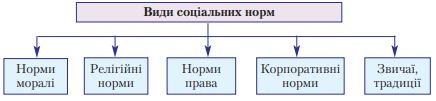 Види соціальних норм
Норми
моралі
Релігійні
норми
Норми
права
Корпоративні
норми
Звичаї,
традиції